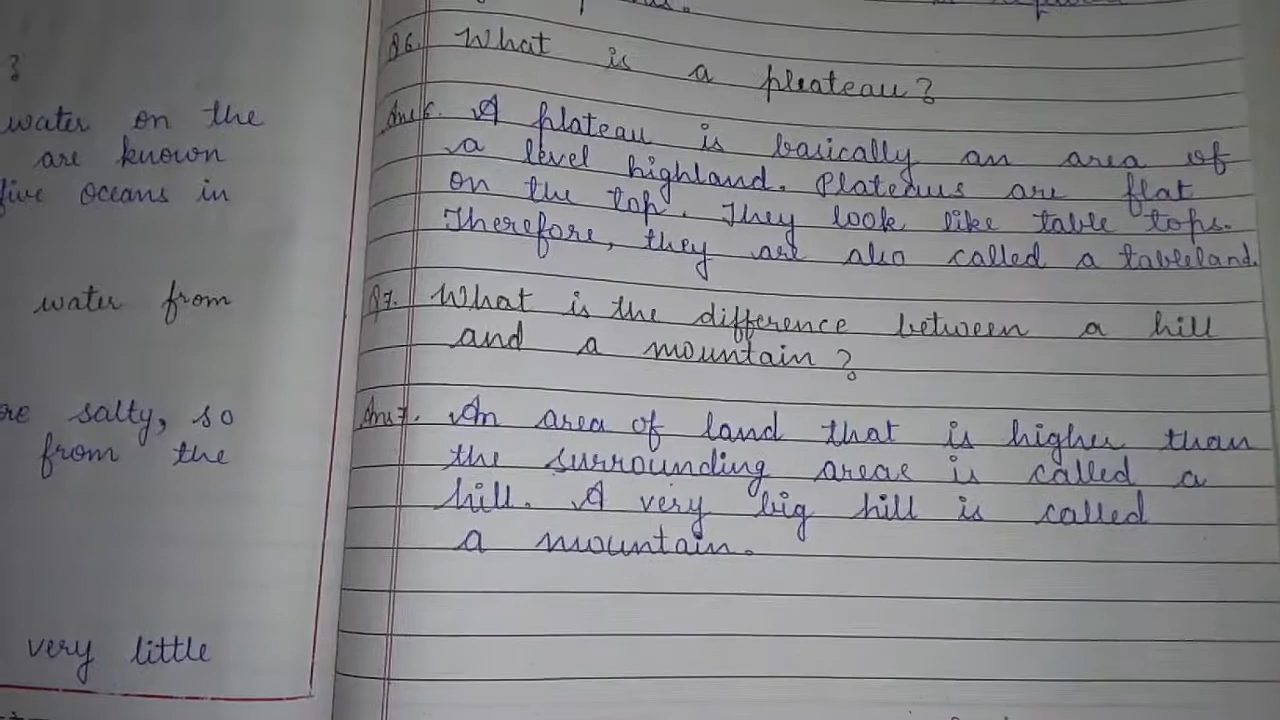 ?
water on the
are known
five oceans in
water from
salty, so
from the
very little
Q6. What is a pleateau?
Ans6. A plateau is basically an area of
a level highland. Plateaus are flat
on the top. They look like table tops.
Therefore, they are also called a tableland.
Q7. What is the difference between a hill
and a mountain?
Ans7. An area of land that is higher than
the surrounding areas is called a
hill. A very big hill is called
a mountain.